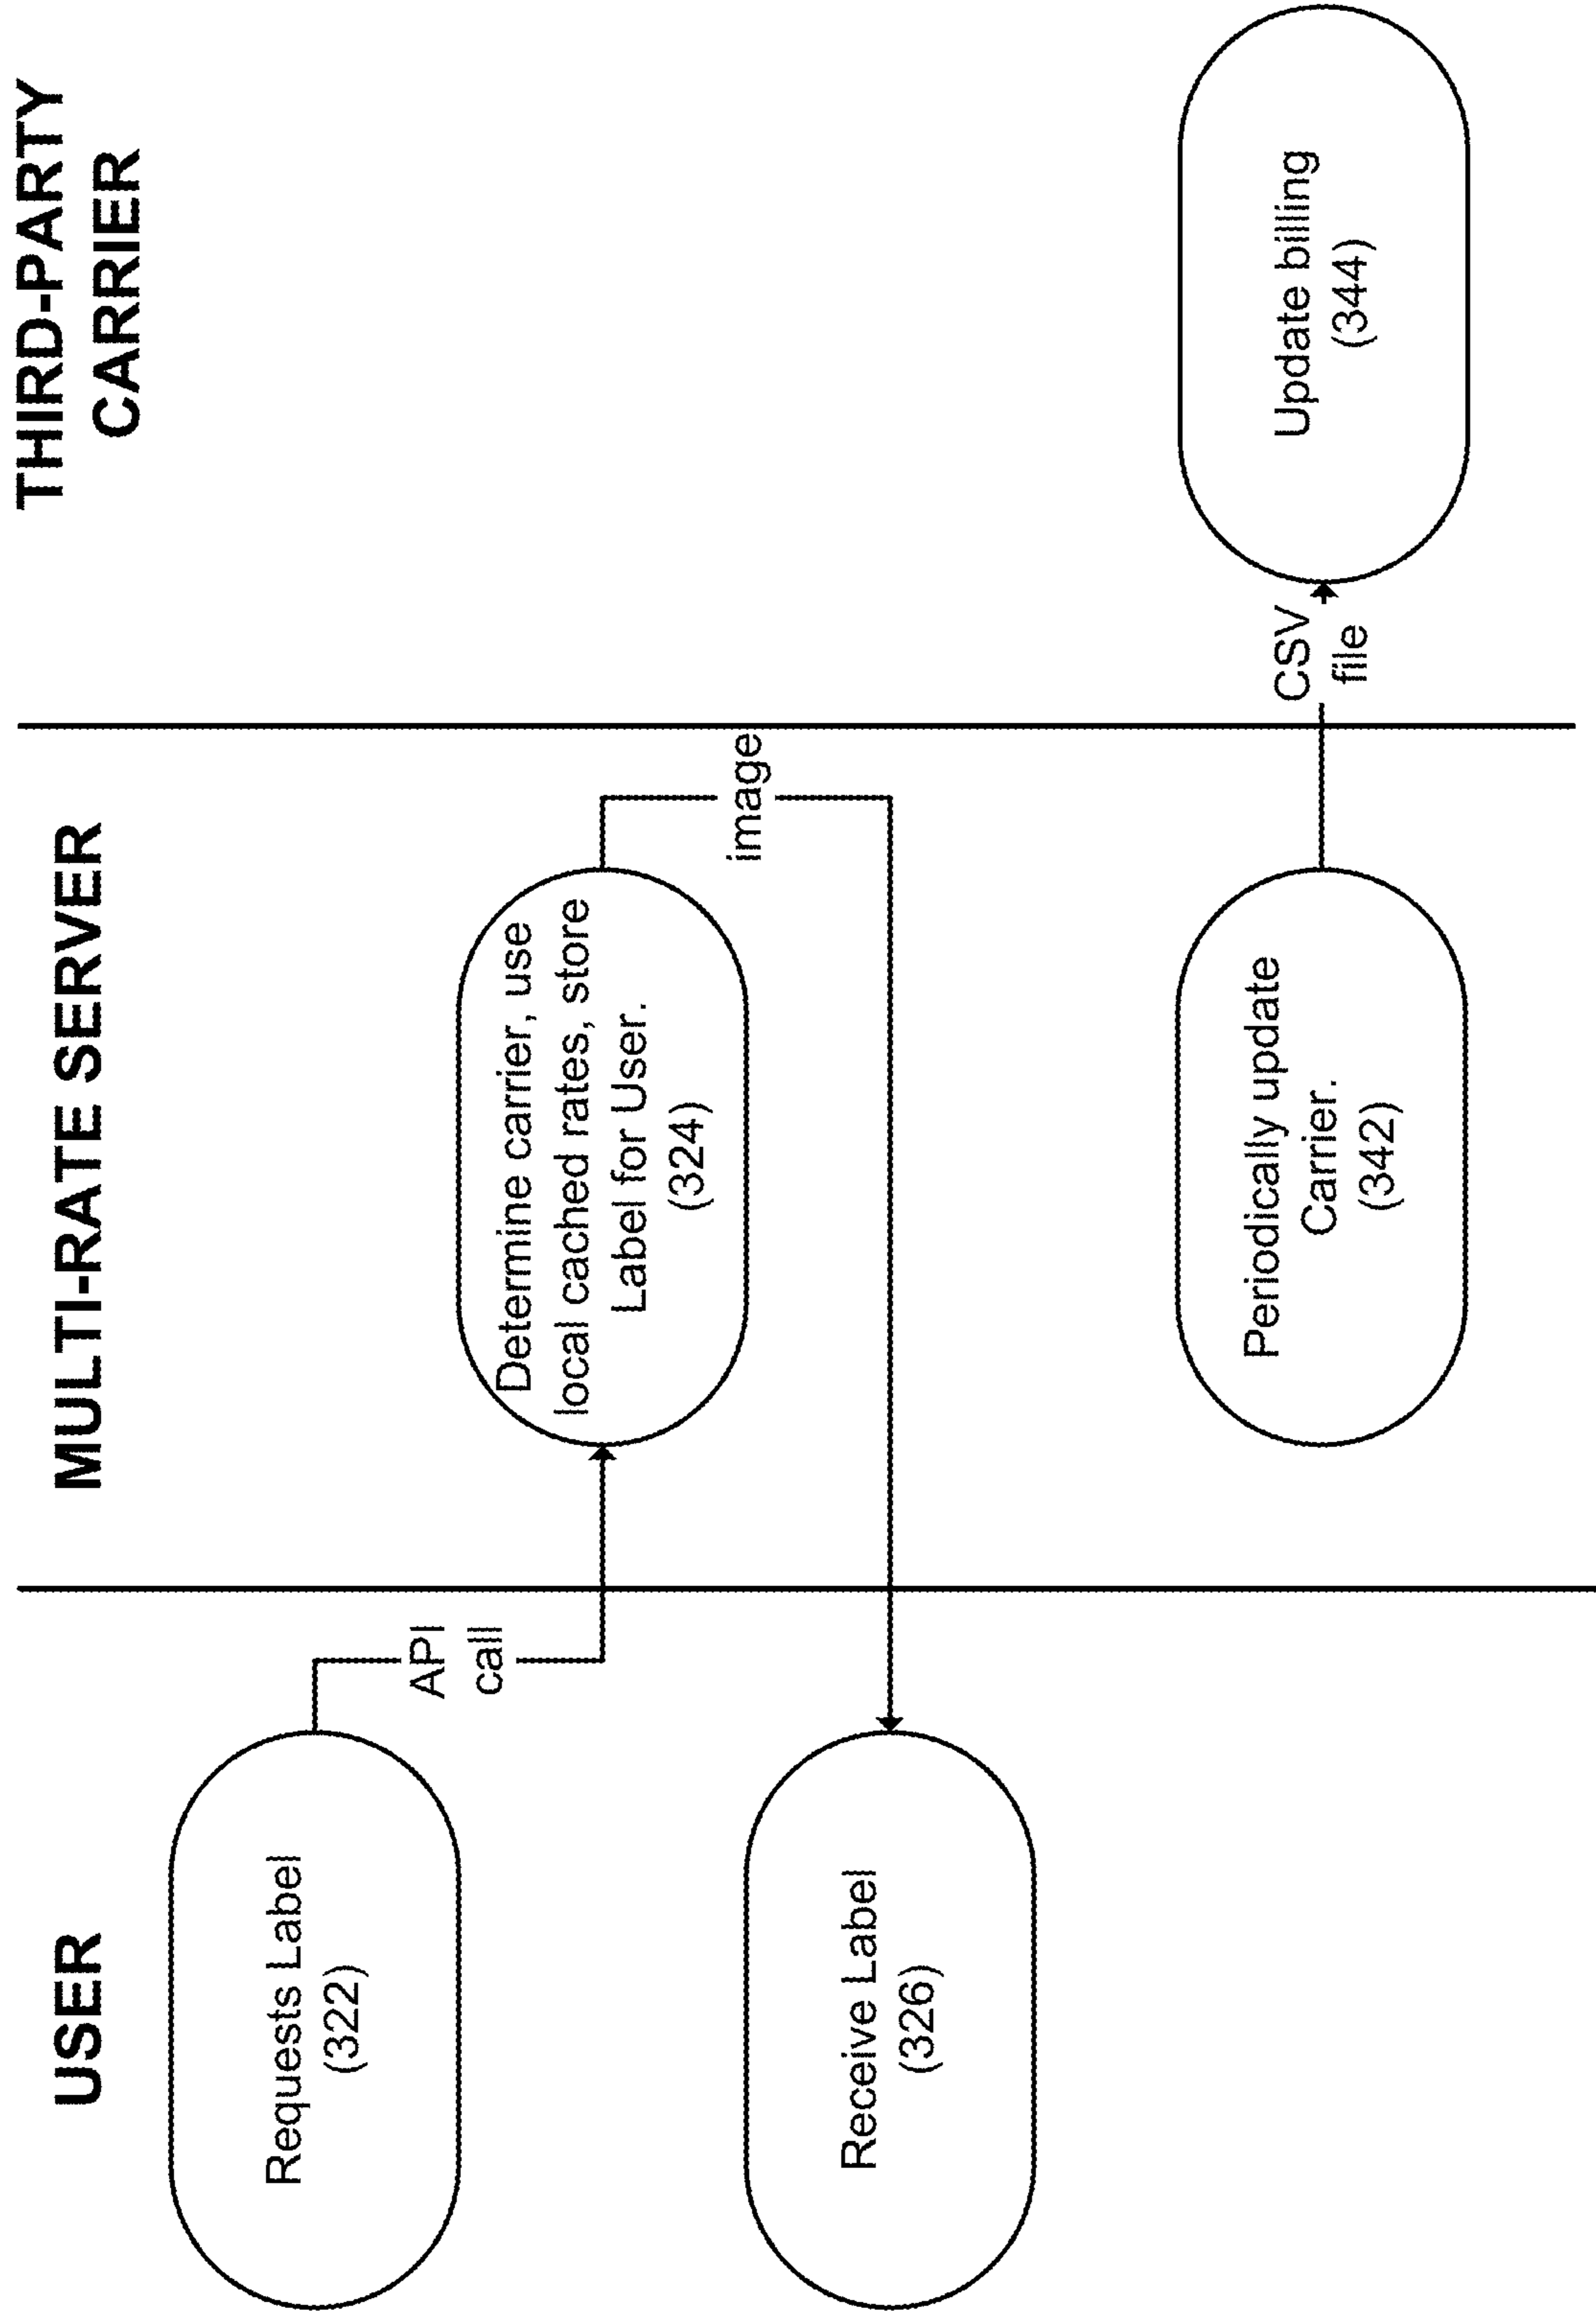 USER
MULTI-RATE SERVER
THIRD-PARTY
CARRIER
Requests Label
(322)
API
call
Determine carrier, use
local cached rates, store
Label for User.
(324)
image
Receive Label
(326)
Periodically update
Carrier.
(342)
CSV
file
Update billing
(344)